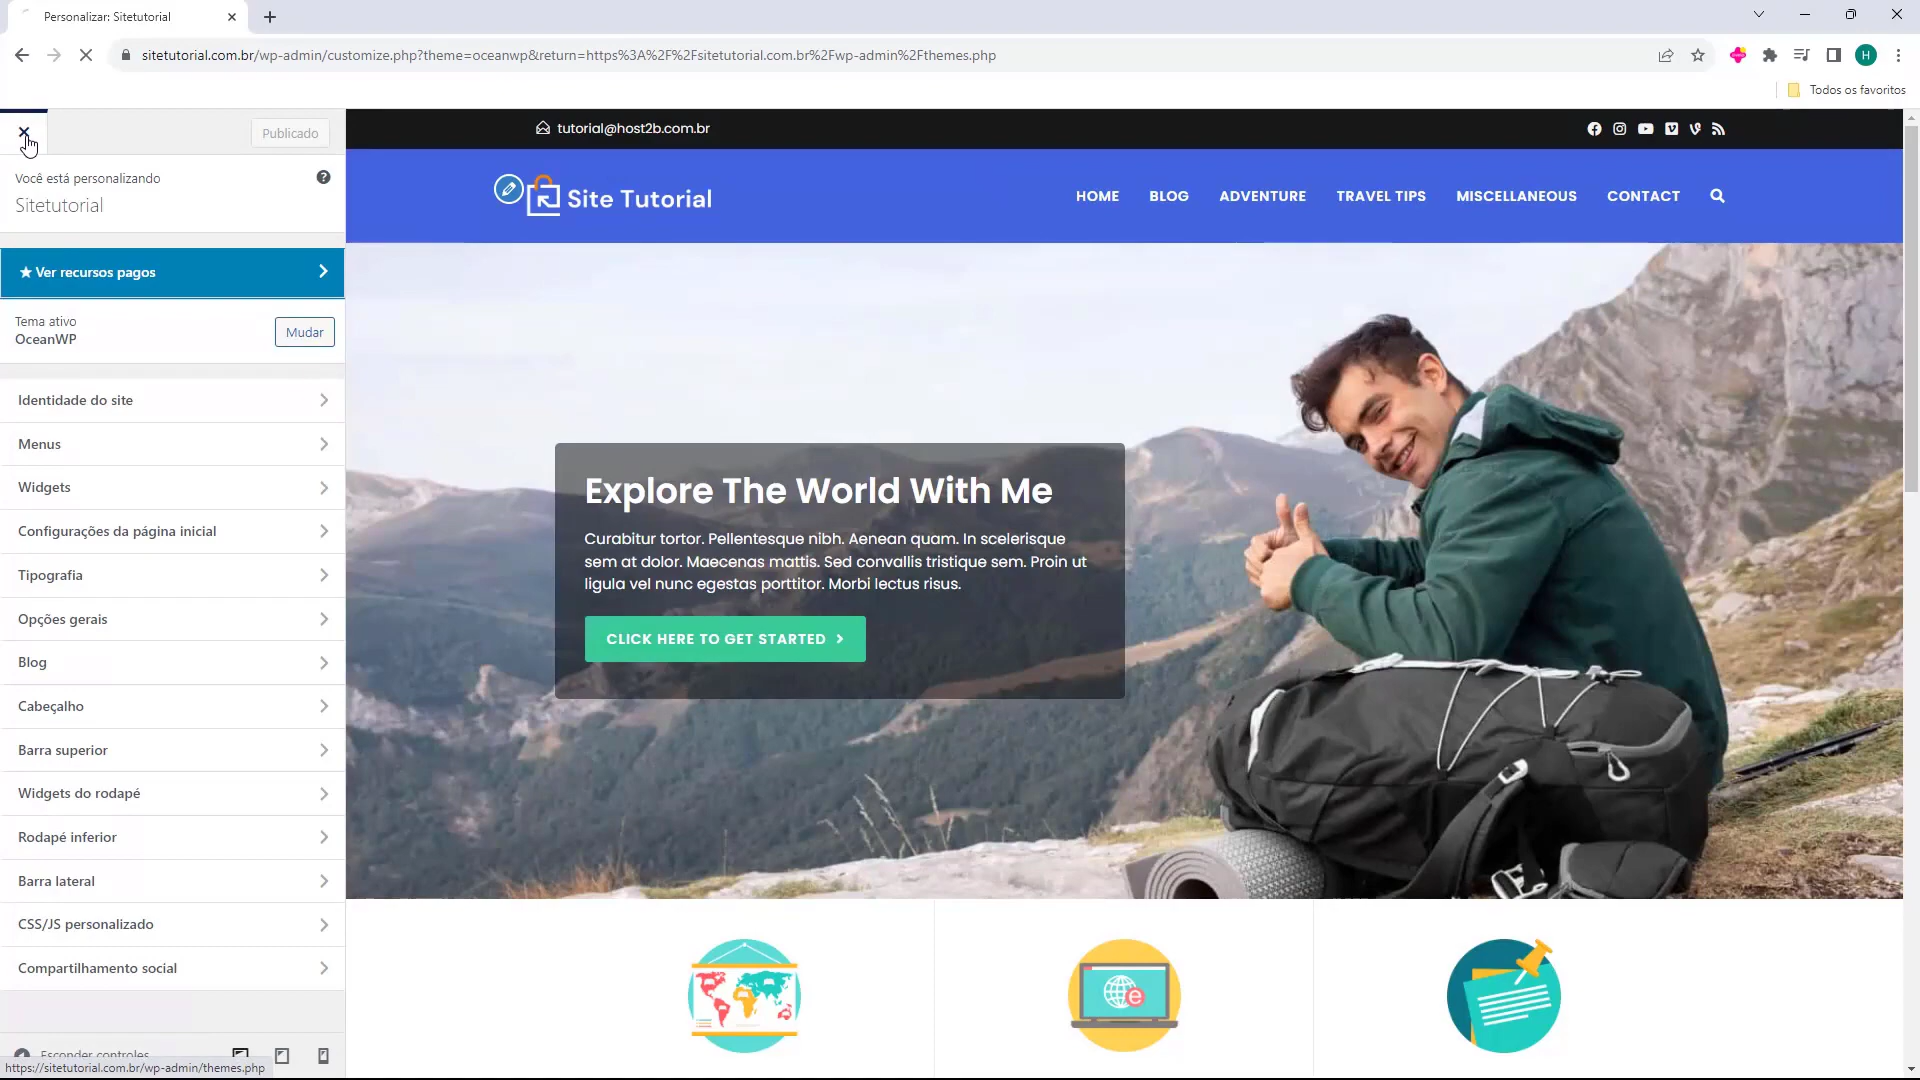 Personalizar: Sitetutorial
sitetutorial.com.br/wp-admin/customize.php?theme=oceanwp&return=https%3A%2F%2Fsitetutorial.com.br%2Fwp-admin%2Fthemes.php
H
Todos os favoritos
Publicado
Você está personalizando
Sitetutorial
★ Ver recursos pagos
Tema ativo
OceanWP
Mudar
Identidade do site
Menus
Widgets
Configurações da página inicial
Tipografia
Opções gerais
Blog
Cabeçalho
Barra superior
Widgets do rodapé
Rodapé inferior
Barra lateral
CSS/JS personalizado
Compartilhamento social
Esconder controles
https://sitetutorial.com.br/wp-admin/themes.php
tutorial@host2b.com.br
Site Tutorial
HOME BLOG ADVENTURE TRAVEL TIPS MISCELLANEOUS CONTACT
Explore The World With Me
Curabitur tortor. Pellentesque nibh. Aenean quam. In scelerisque
sem at dolor. Maecenas mattis. Sed convallis tristique sem. Proin ut
ligula vel nunc egestas porttitor. Morbi lectus risus.
CLICK HERE TO GET STARTED
e